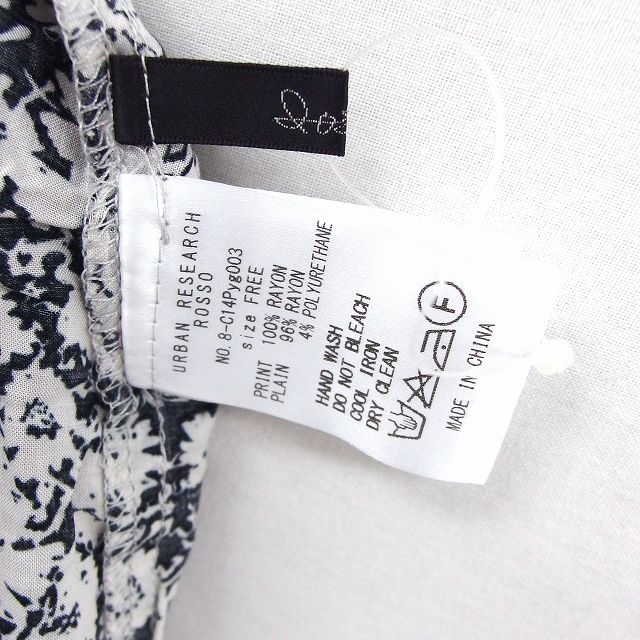 URBAN RESEARCH
ROSSO
NO. 8-C14Pyg003
size FREE
PRINT 100% RAYON
PLAIN 96% RAYON
4% POLYURETHANE
HAND WASH
DO NOT BLEACH
COOL IRON
DRY CLEAN
F
MADE IN CHINA